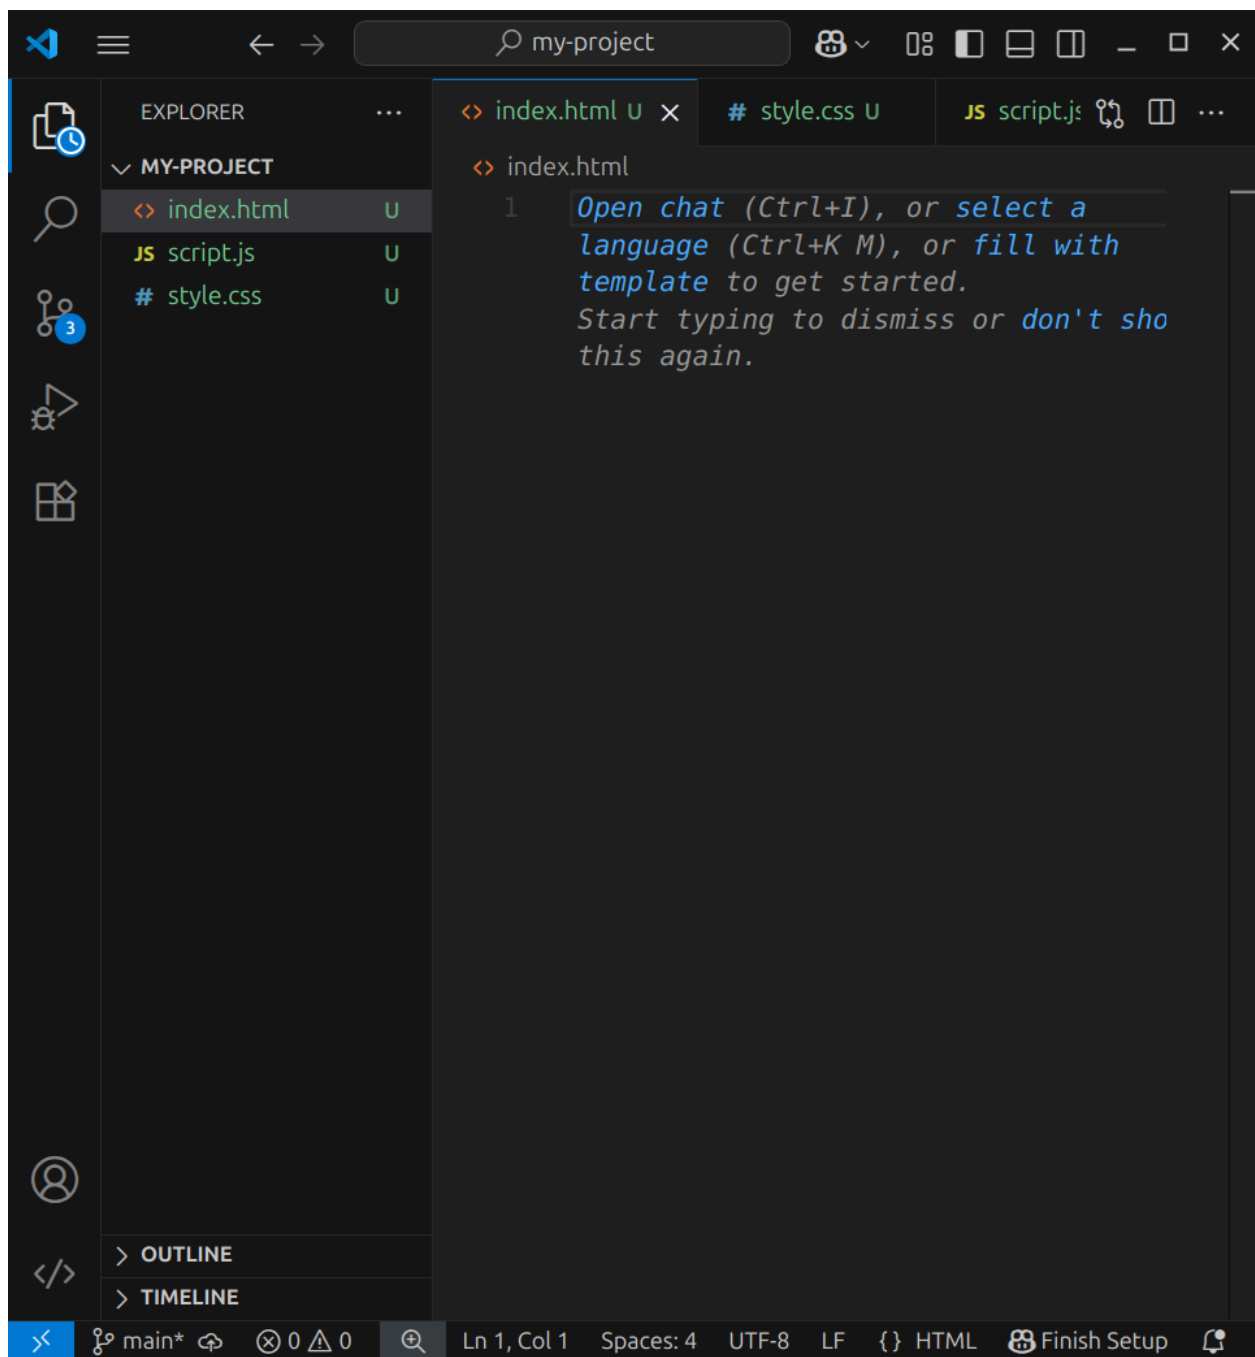 my-project
EXPLORER
index.html U
# style.css U
JS script.js
MY-PROJECT
index.html
index.html U
JS script.js U
# style.css U
3
1
Open chat (Ctrl+I), or select a
language (Ctrl+K M), or fill with
template to get started.
Start typing to dismiss or don't sho
this again.
OUTLINE
TIMELINE
main* 0 0 Ln 1, Col 1 Spaces: 4 UTF-8 LF {} HTML Finish Setup